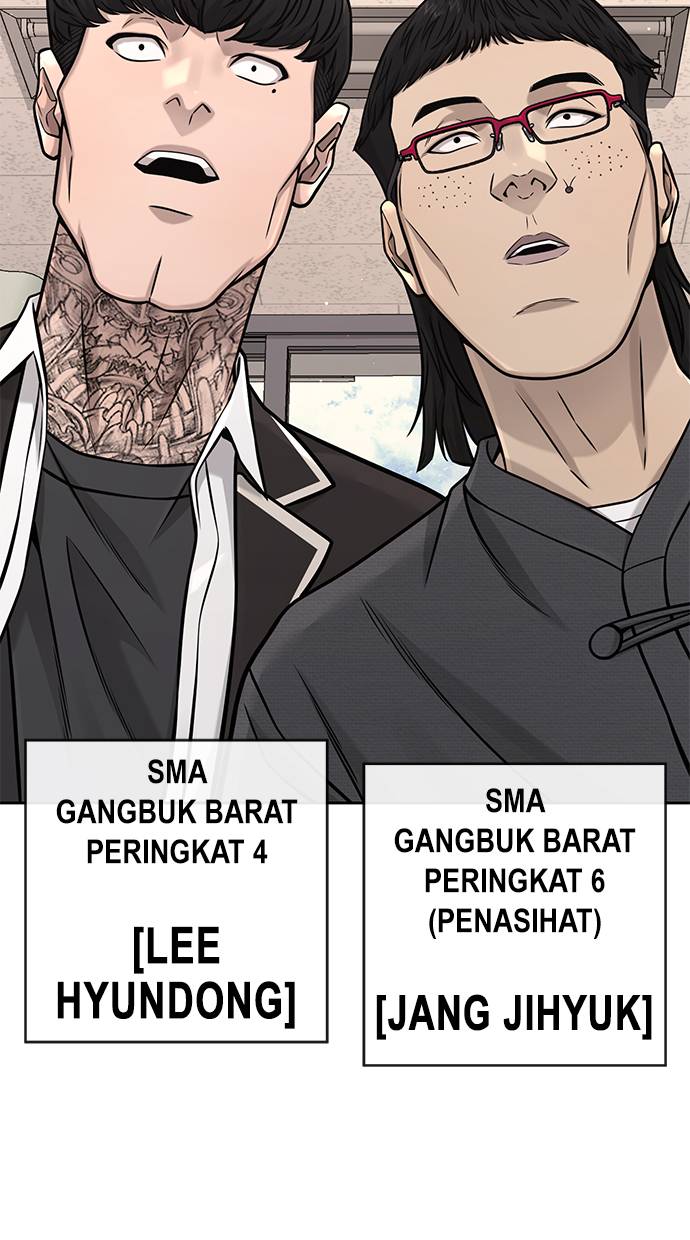 SMA
GANGBUK BARAT
PERINGKAT 4
[LEE
HYUNDONG]
SMA
GANGBUK BARAT
PERINGKAT 6
(PENASIHAT)
[JANG JIHYUK]